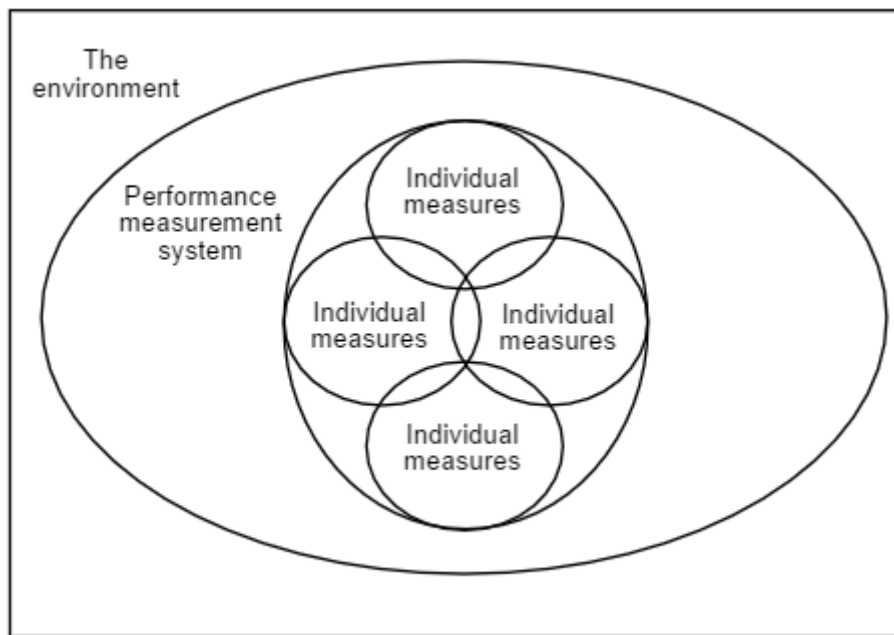 The
environment
Performance
measurement
system
Individual
measures
Individual
measures
Individual
measures
Individual
measures